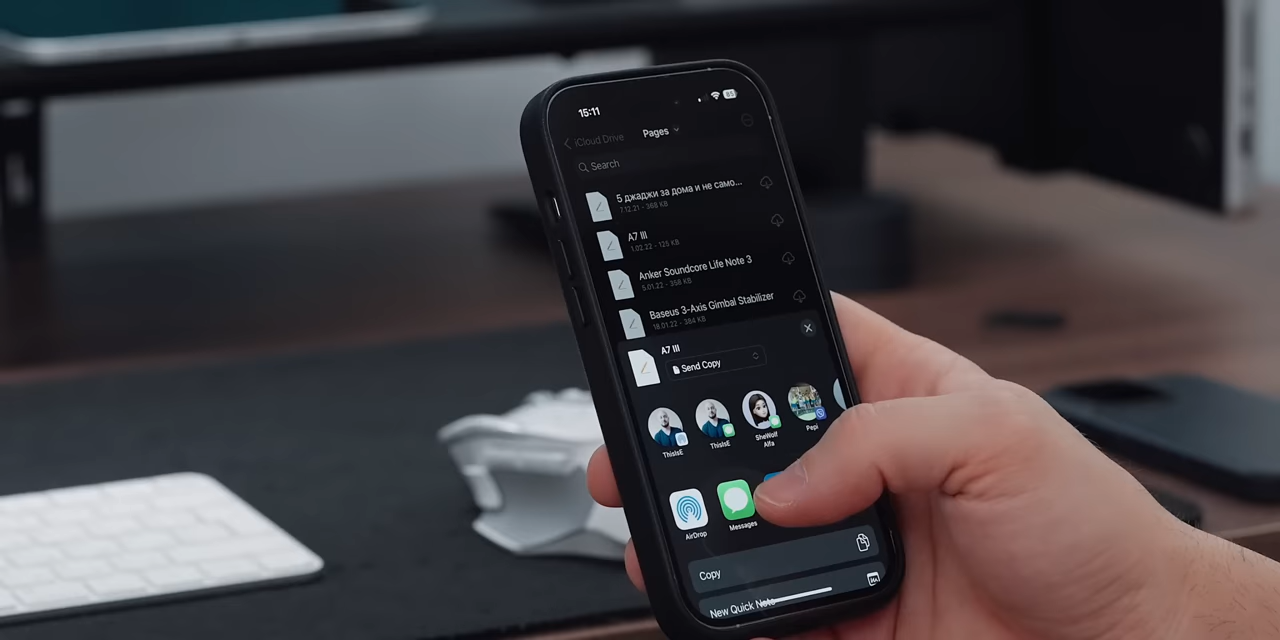 15:11
85
iCloud Drive
Pages
Search
5 джаджи за дома и не само...
7.12.21 - 368 KB
A7 III
1.02.22 - 125 KB
Anker Soundcore Life Note 3
5.01.22 - 358 KB
Baseus 3-Axis Gimbal Stabilizer
18.01.22 - 384 KB
A7 III
Send Copy
ThisIsE
ThisIsE
SheWolf
Alfa
Pepi
AirDrop
Messages
Copy
New Quick Note